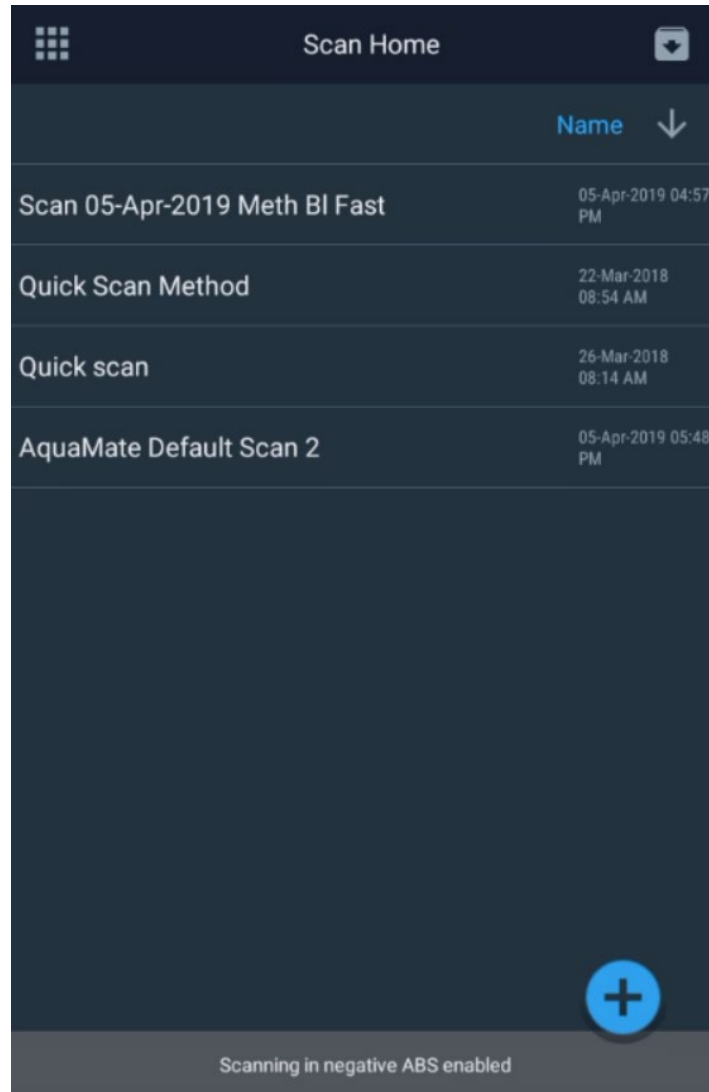 Scan Home
Name
Scan 05-Apr-2019 Meth Bl Fast
05-Apr-2019 04:57
PM
Quick Scan Method
22-Mar-2018
08:54 AM
Quick scan
26-Mar-2018
08:14 AM
AquaMate Default Scan 2
05-Apr-2019 05:48
PM
Scanning in negative ABS enabled